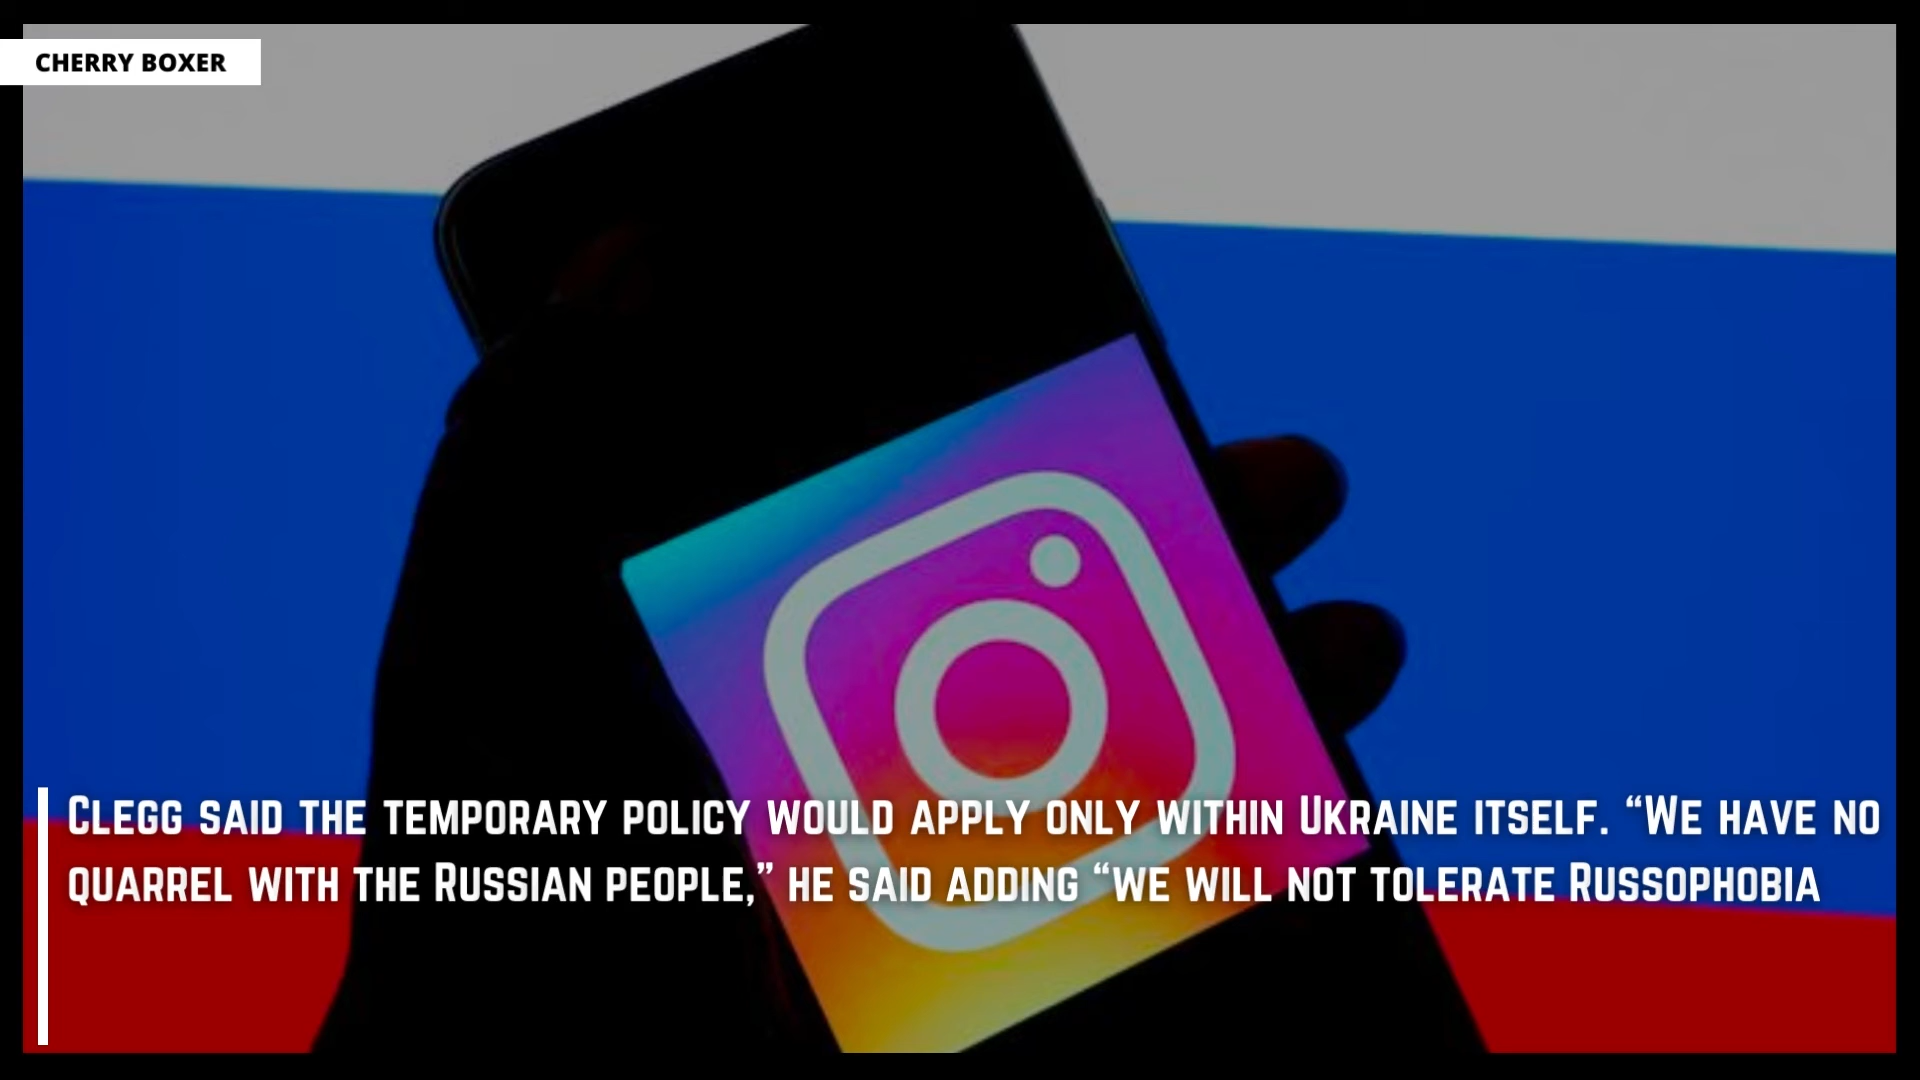 CHERRY BOXER
Clegg said the temporary policy would apply only within Ukraine itself. “We have no
quarrel with the Russian people,” he said adding “we will not tolerate Russophobia